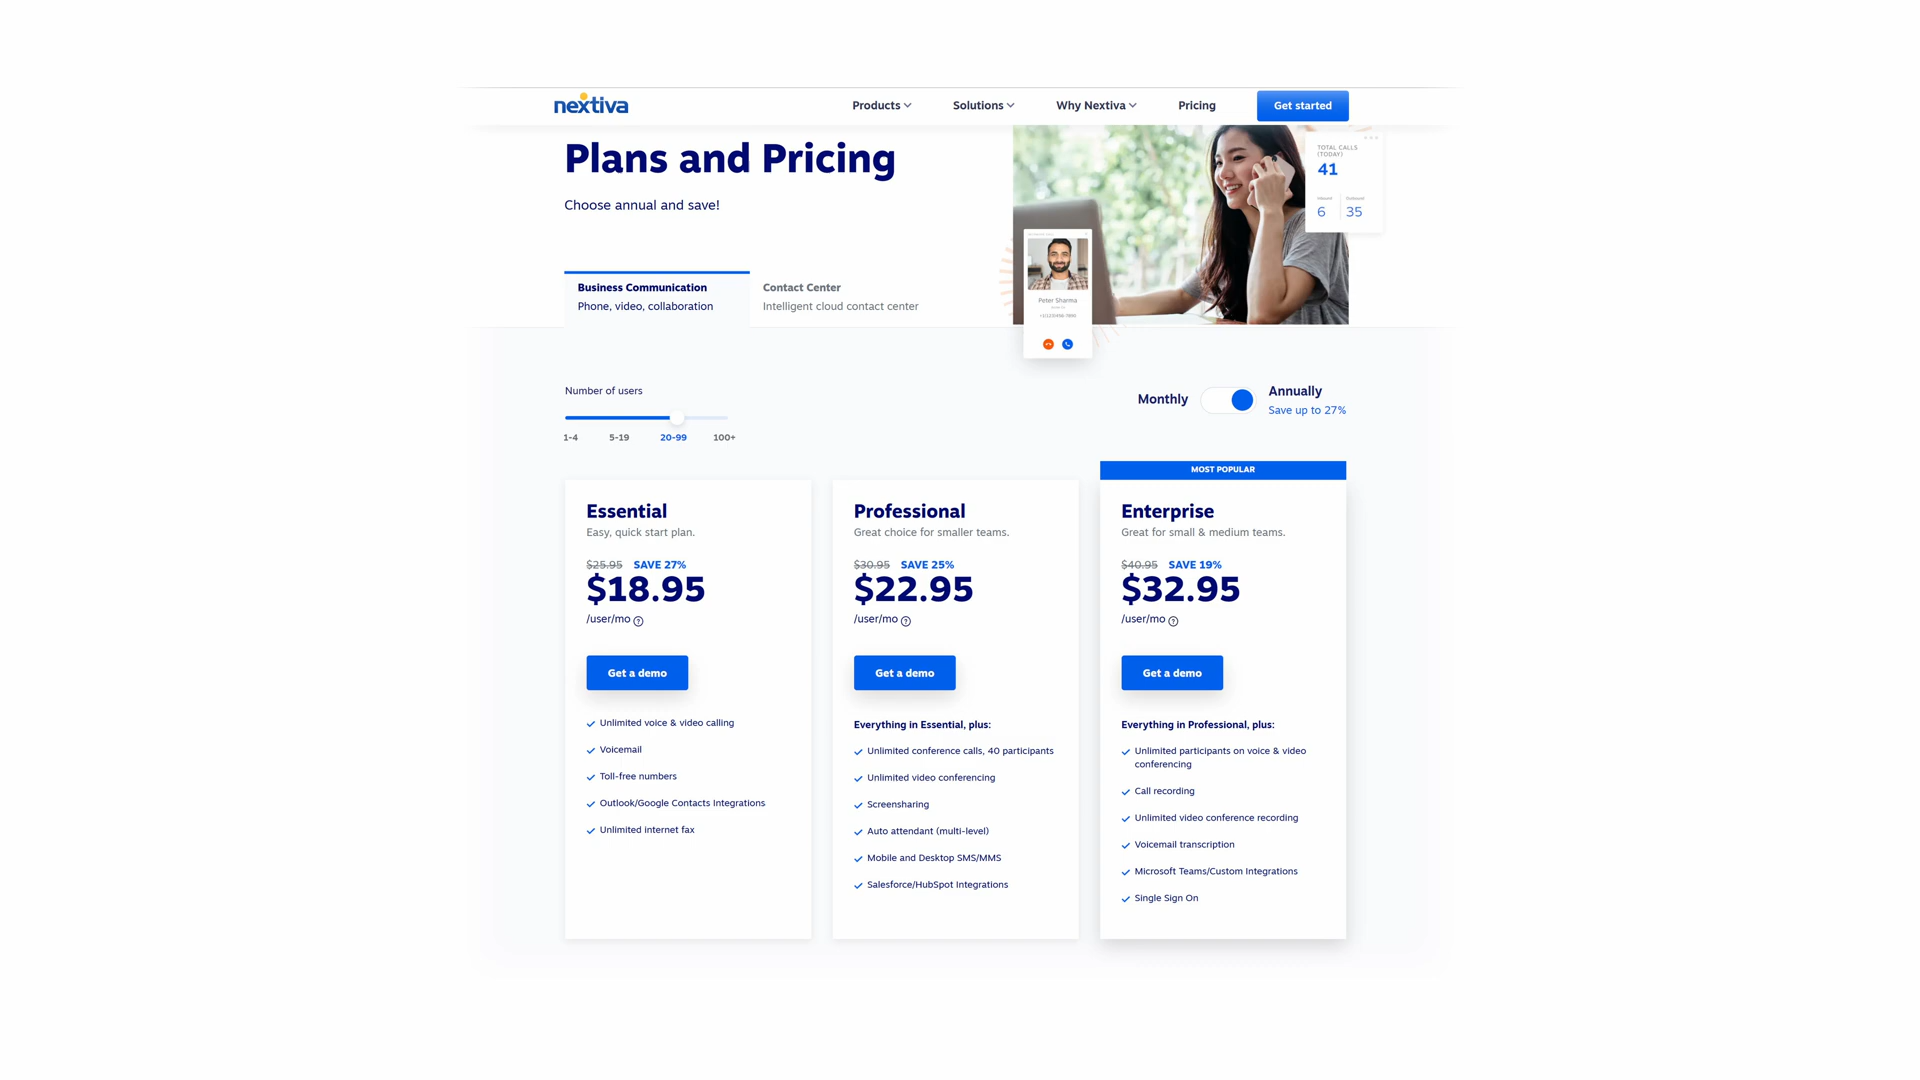 nextiva
Products
Solutions
Why Nextiva
Pricing
Get started
Plans and Pricing
Choose annual and save!
TOTAL CALLS
(TODAY)
41
6
35
Peter Sharma
Business Communication
Phone, video, collaboration
Contact Center
Intelligent cloud contact center
Number of users
1-4
5-19
20-99
100+
Monthly
Annually
Save up to 27%
MOST POPULAR
Essential
Easy, quick start plan.
$25.95 SAVE 27%
$18.95
/user/mo ?
Get a demo
Unlimited voice & video calling
Voicemail
Toll-free numbers
Outlook/Google Contacts Integrations
Unlimited internet fax
Professional
Great choice for smaller teams.
$30.95 SAVE 25%
$22.95
/user/mo ?
Get a demo
Everything in Essential, plus:
Unlimited conference calls, 40 participants
Unlimited video conferencing
Screensharing
Auto attendant (multi-level)
Mobile and Desktop SMS/MMS
Salesforce/HubSpot Integrations
Enterprise
Great for small & medium teams.
$40.95 SAVE 19%
$32.95
/user/mo ?
Get a demo
Everything in Professional, plus:
Unlimited participants on voice & video
conferencing
Call recording
Unlimited video conference recording
Voicemail transcription
Microsoft Teams/Custom Integrations
Single Sign On